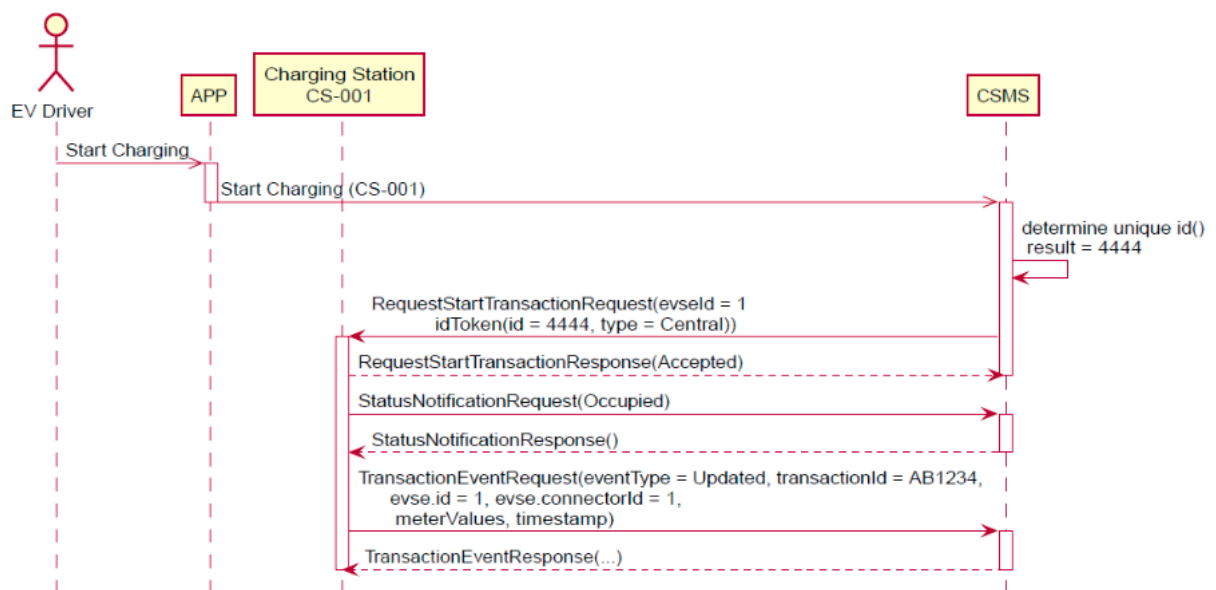 Charging Station
CS-001
APP
CSMS
EV Driver
Start Charging
Start Charging (CS-001)
determine unique id()
result = 4444
RequestStartTransactionRequest(evseId = 1
idToken(id = 4444, type = Central))
RequestStartTransactionResponse(Accepted)
StatusNotificationRequest(Occupied)
StatusNotificationResponse()
TransactionEventRequest(eventType = Updated, transactionId = AB1234,
evse.id = 1, evse.connectorId = 1,
meterValues, timestamp)
TransactionEventResponse(...)